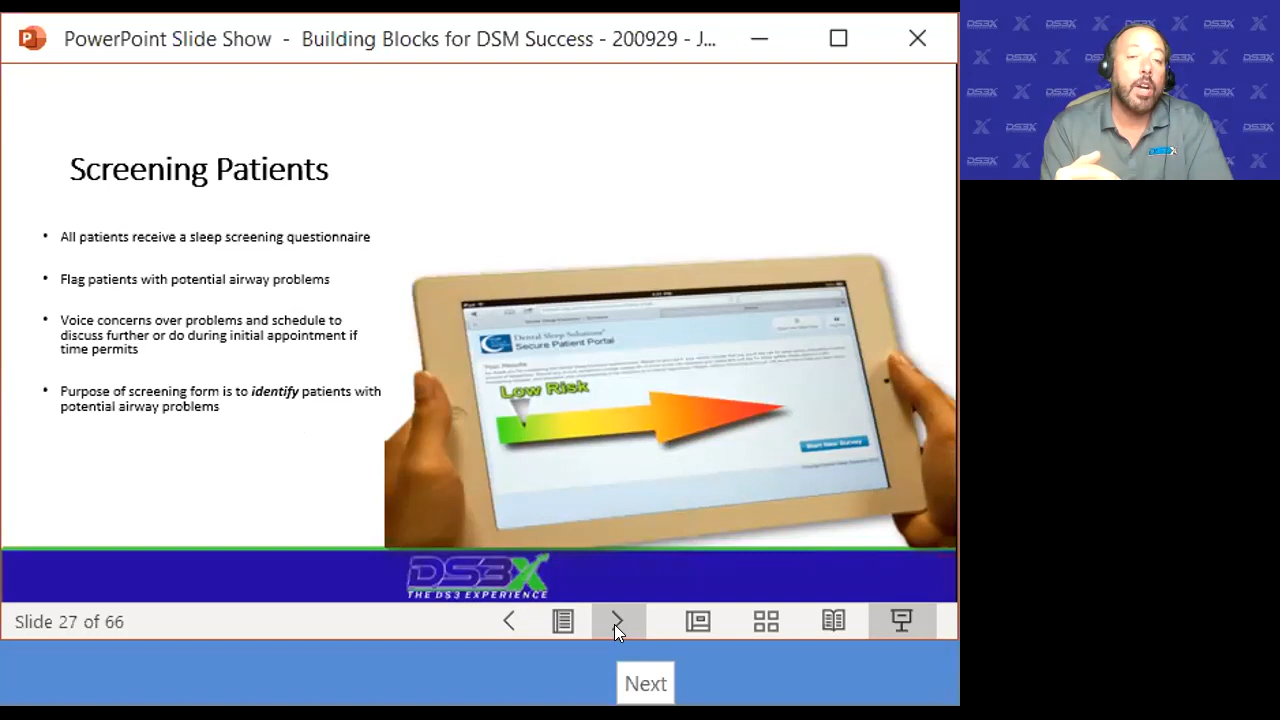 PowerPoint Slide Show - Building Blocks for DSM Success - 200929 - J...
Screening Patients
• All patients receive a sleep screening questionnaire
• Flag patients with potential airway problems
• Voice concerns over problems and schedule to
discuss further or do during initial appointment if
time permits
• Purpose of screening form is to identify patients with
potential airway problems
Dental Sleep Solutions
Secure Patient Portal
Your Results
Low Risk
Start New Survey
DS3X
THE DS3 EXPERIENCE
Slide 27 of 66
Next